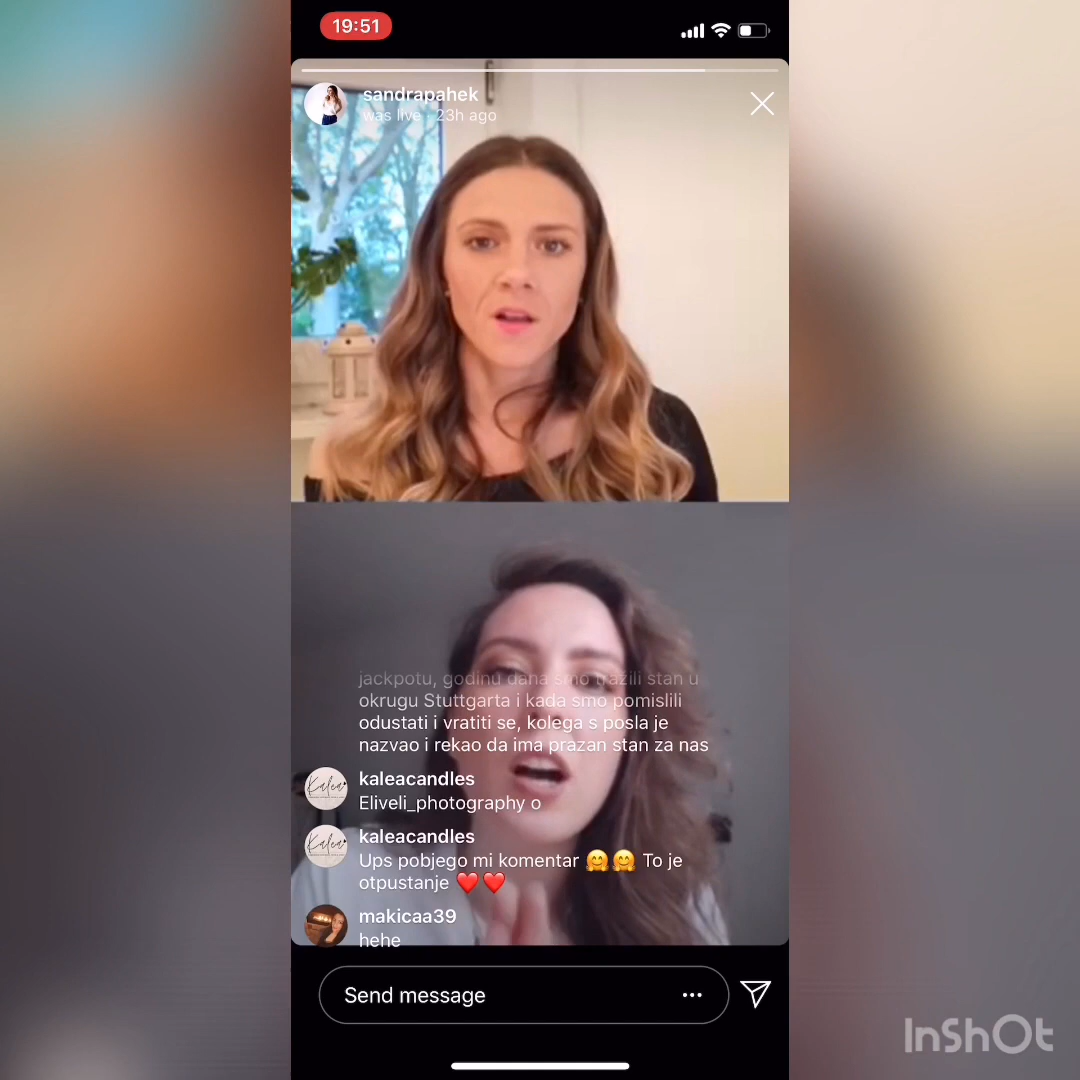 19:51
sandrapahek
was live · 23h ago
jackpotu, godinu dana smo tražili stan u
okrugu Stuttgarta i kada smo pomislili
odustati i vratiti se, kolega s posla je
nazvao i rekao da ima prazan stan za nas
kaleacandles
Eliveli_photography o
kaleacandles
Ups pobjego mi komentar 🤗🤗 To je
otpustanje ❤️❤️
makicaa39
hehe
Send message
InShOt